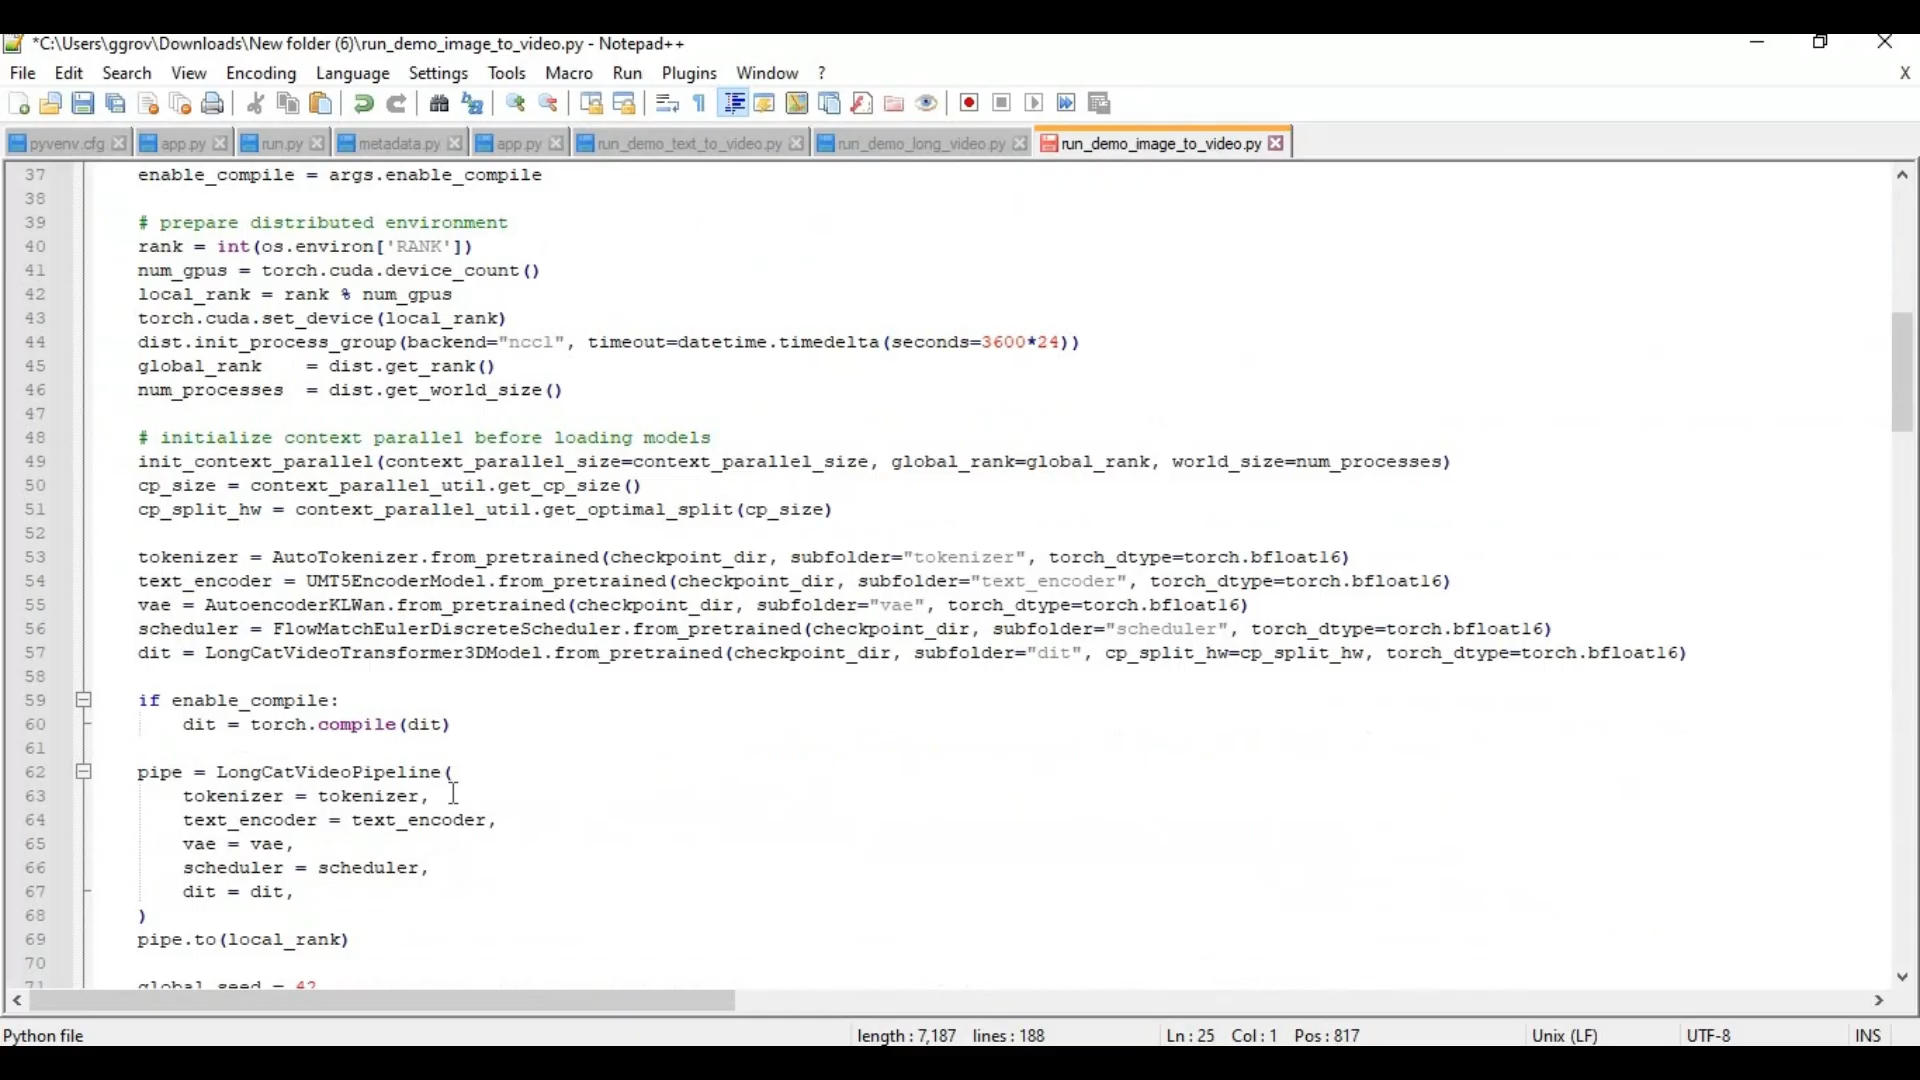 *C:\Users\ggrov\Downloads\New folder (6)\run_demo_image_to_video.py - Notepad++
File Edit Search View Encoding Language Settings Tools Macro Run Plugins Window ? X
pyvenv.cfg app.py run.py metadata.py app.py run_demo_text_to_video.py run_demo_long_video.py run_demo_image_to_video.py
37 enable_compile = args.enable_compile
38
39 # prepare distributed environment
40 rank = int(os.environ['RANK'])
41 num_gpus = torch.cuda.device_count()
42 local_rank = rank % num_gpus
43 torch.cuda.set_device(local_rank)
44 dist.init_process_group(backend="nccl", timeout=datetime.timedelta(seconds=3600*24))
45 global_rank    = dist.get_rank()
46 num_processes  = dist.get_world_size()
47
48 # initialize context parallel before loading models
49 init_context_parallel(context_parallel_size=context_parallel_size, global_rank=global_rank, world_size=num_processes)
50 cp_size = context_parallel_util.get_cp_size()
51 cp_split_hw = context_parallel_util.get_optimal_split(cp_size)
52
53 tokenizer = AutoTokenizer.from_pretrained(checkpoint_dir, subfolder="tokenizer", torch_dtype=torch.bfloat16)
54 text_encoder = UMT5EncoderModel.from_pretrained(checkpoint_dir, subfolder="text_encoder", torch_dtype=torch.bfloat16)
55 vae = AutoencoderKLWan.from_pretrained(checkpoint_dir, subfolder="vae", torch_dtype=torch.bfloat16)
56 scheduler = FlowMatchEulerDiscreteScheduler.from_pretrained(checkpoint_dir, subfolder="scheduler", torch_dtype=torch.bfloat16)
57 dit = LongCatVideoTransformer3DModel.from_pretrained(checkpoint_dir, subfolder="dit", cp_split_hw=cp_split_hw, torch_dtype=torch.bfloat16)
58
59 if enable_compile:
60     dit = torch.compile(dit)
61
62 pipe = LongCatVideoPipeline(
63     tokenizer = tokenizer,
64     text_encoder = text_encoder,
65     vae = vae,
66     scheduler = scheduler,
67     dit = dit,
68 )
69 pipe.to(local_rank)
70
71 global_seed = 42
Python file length : 7,187 lines : 188 Ln : 25 Col : 1 Pos : 817 Unix (LF) UTF-8 INS